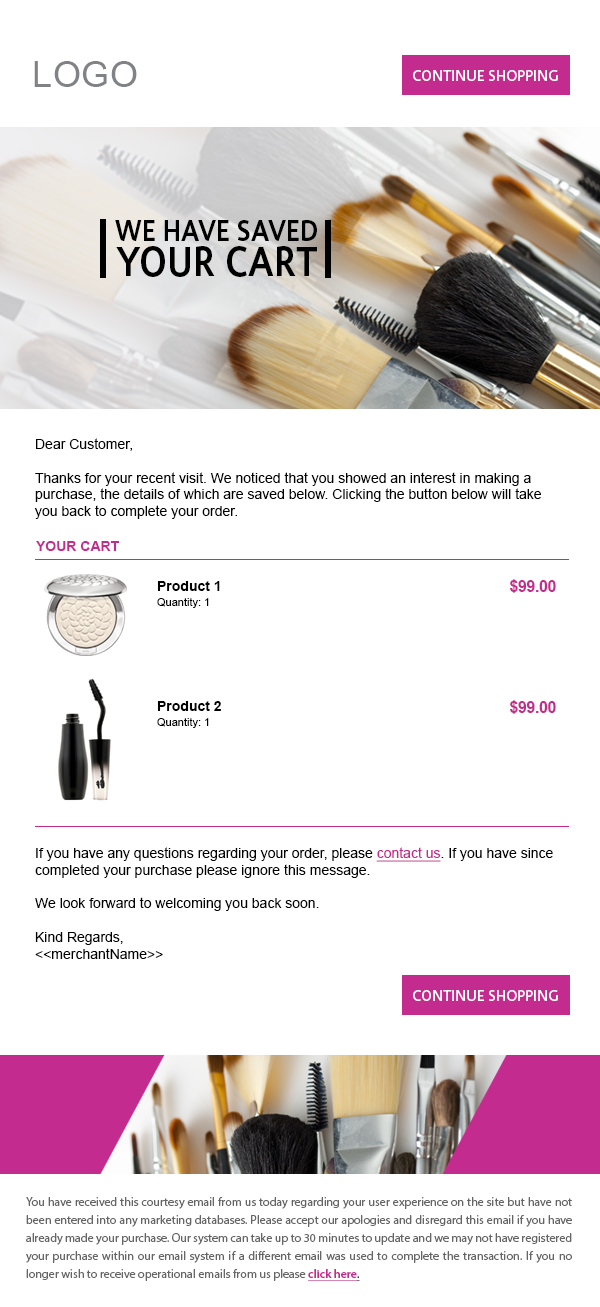 LOGO
CONTINUE SHOPPING
WE HAVE SAVED
YOUR CART
Dear Customer,
Thanks for your recent visit. We noticed that you showed an interest in making a
purchase, the details of which are saved below. Clicking the button below will take
you back to complete your order.
YOUR CART
Product 1
$99.00
Quantity: 1
Product 2
$99.00
Quantity: 1
If you have any questions regarding your order, please contact us. If you have since
completed your purchase please ignore this message.
We look forward to welcoming you back soon.
Kind Regards,
<<merchantName>>
CONTINUE SHOPPING
You have received this courtesy email from us today regarding your user experience on the site but have not
been entered into any marketing databases. Please accept our apologies and disregard this email if you have
already made your purchase. Our system can take up to 30 minutes to update and we may not have registered
your purchase within our email system if a different email was used to complete the transaction. If you no
longer wish to receive operational emails from us please click here.